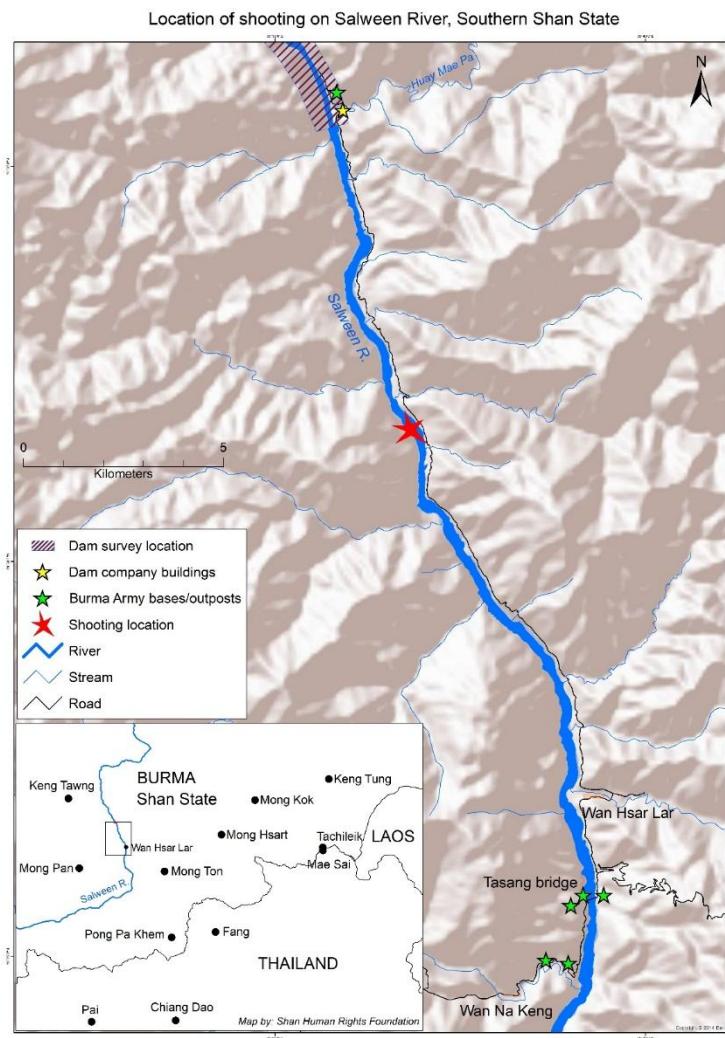 Location of shooting on Salween River, Southern Shan State
N
Huay Mae Pa
Salween R.
0 5
Kilometers
Dam survey location
Dam company buildings
Burma Army bases/outposts
Shooting location
River
Stream
Road
Wan Hsar Lar
Tasang bridge
Wan Na Keng
BURMA
Shan State
Keng Tawng
Keng Tung
Mong Kok
LAOS
Mong Hsart
Tachileik
Mae Sai
Wan Hsar Lar
Mong Pan
Mong Ton
Salween R.
Pong Pa Khem
Fang
THAILAND
Pai
Chiang Dao
Map by: Shan Human Rights Foundation